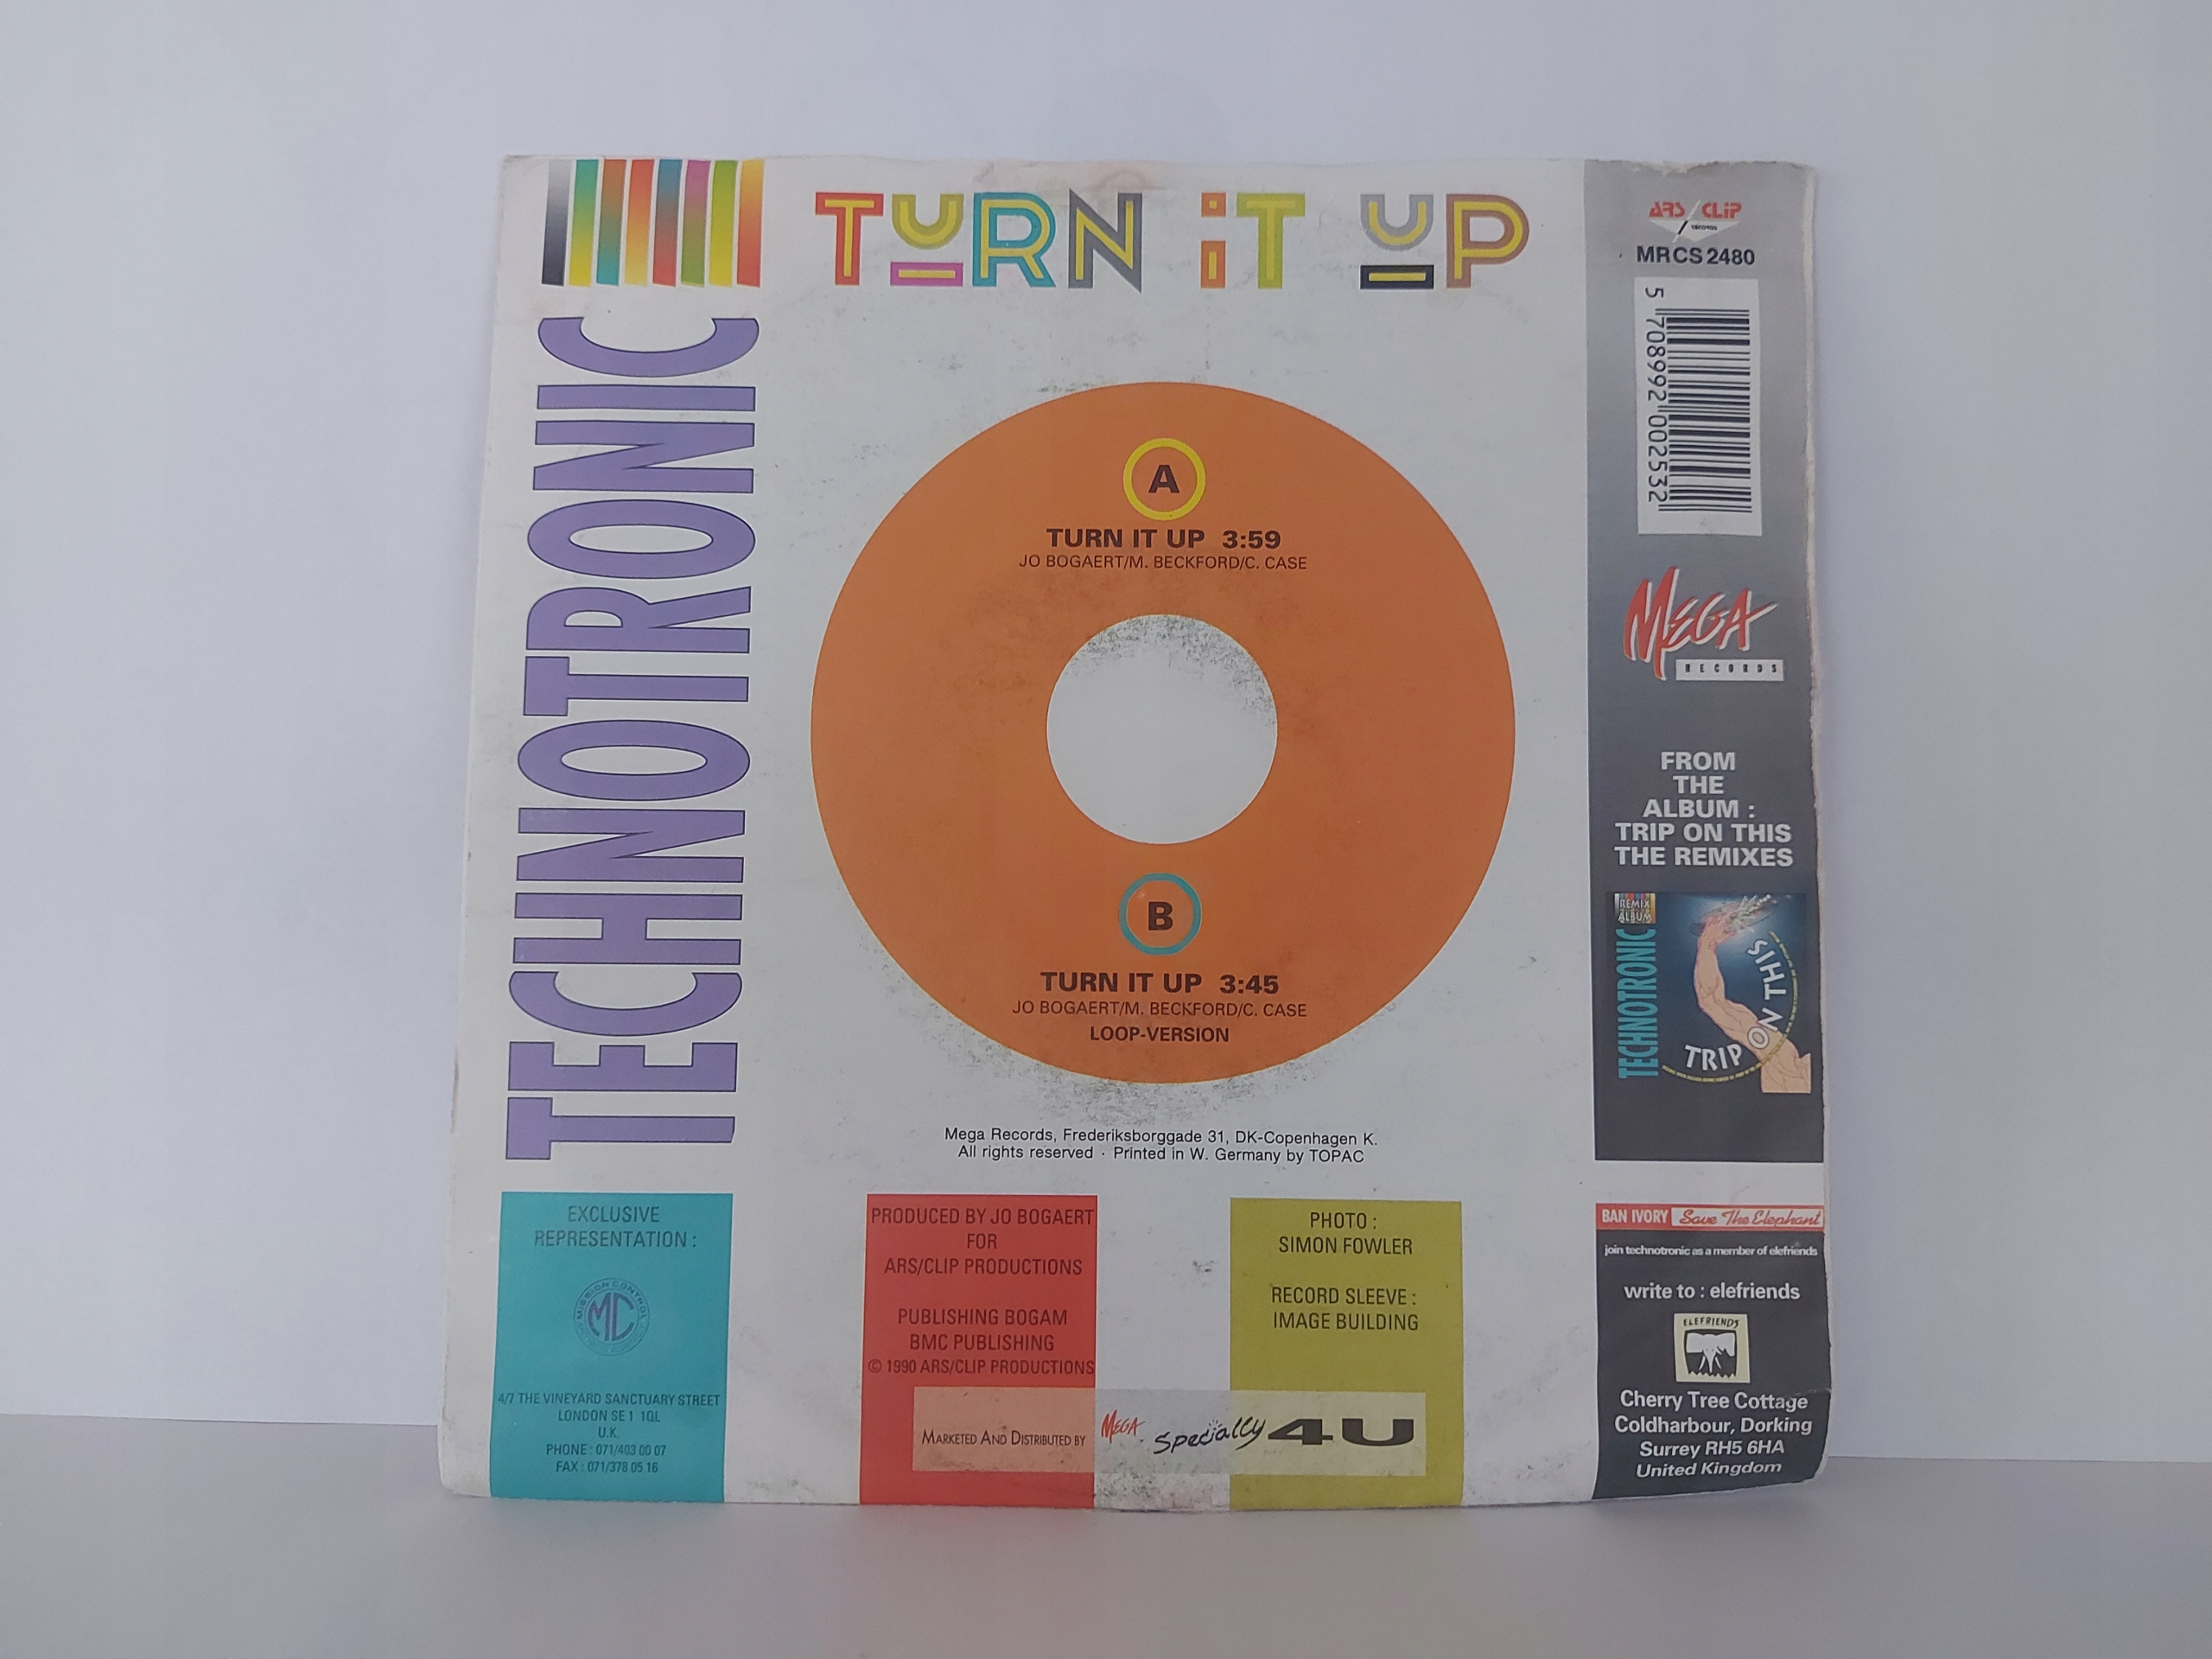 TURN iT UP
TECHNOTRONIC
A
TURN IT UP 3:59
JO BOGAERT/M. BECKFORD/C. CASE
B
TURN IT UP 3:45
JO BOGAERT/M. BECKFORD/C. CASE
LOOP-VERSION
Mega Records, Frederiksborggade 31, DK-Copenhagen K.
All rights reserved · Printed in W. Germany by TOPAC
EXCLUSIVE
REPRESENTATION :
MISSION CONTROL
MC
4/7 THE VINEYARD SANCTUARY STREET
LONDON SE1 1QL
U.K.
PHONE : 071/403 00 07
FAX : 071/378 05 16
PRODUCED BY JO BOGAERT
FOR
ARS/CLIP PRODUCTIONS
PUBLISHING BOGAM
BMC PUBLISHING
© 1990 ARS/CLIP PRODUCTIONS
PHOTO :
SIMON FOWLER
RECORD SLEEVE :
IMAGE BUILDING
MARKETED AND DISTRIBUTED BY MEGA Specially 4U
ARS/CLIP
RECORDS
MRCS 2480
5 708992 002532
MEGA
RECORDS
FROM
THE
ALBUM :
TRIP ON THIS
THE REMIXES
REMIX
ALBUM
TECHNOTRONIC
TRIP ON THIS
BAN IVORY Save The Elephant
join technotronic as a member of elefriends
write to : elefriends
ELEFRIENDS
Cherry Tree Cottage
Coldharbour, Dorking
Surrey RH5 6HA
United Kingdom